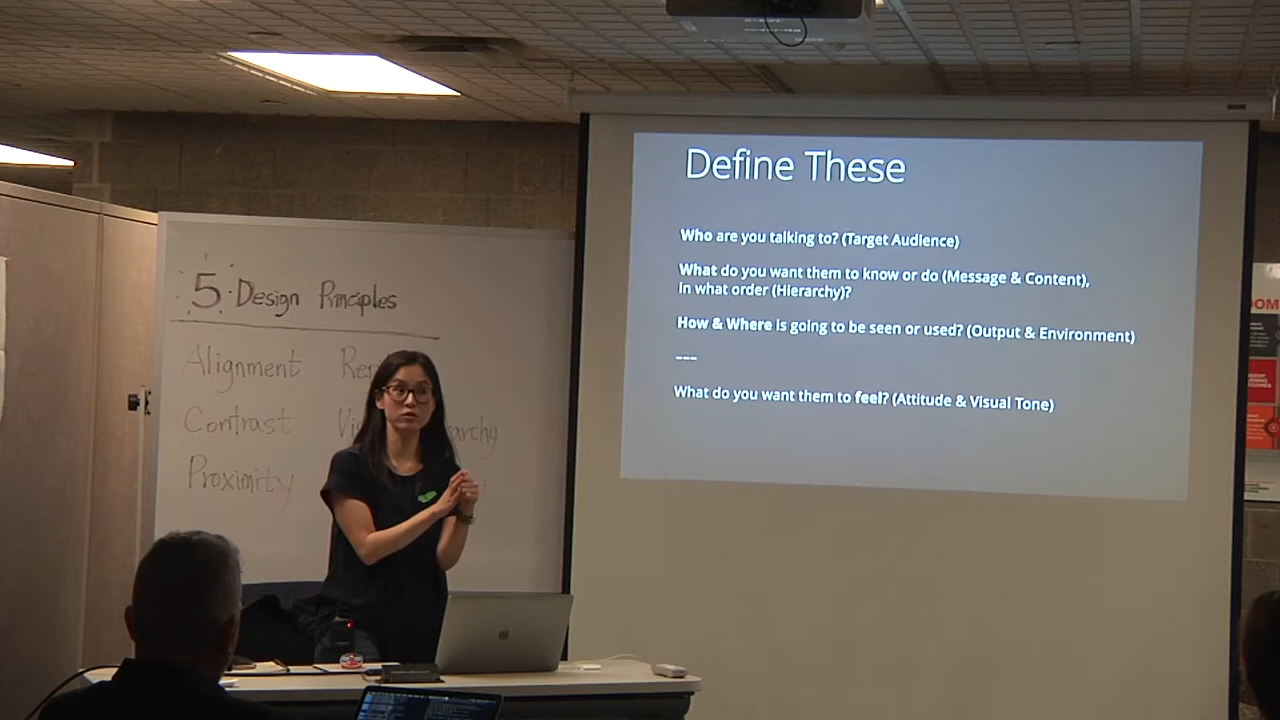 5 Design Principles
Alignment
Contrast
Proximity
Define These
Who are you talking to? (Target Audience)
What do you want them to know or do (Message & Content),
in what order (Hierarchy)?
How & Where is going to be seen or used? (Output & Environment)
---
What do you want them to feel? (Attitude & Visual Tone)